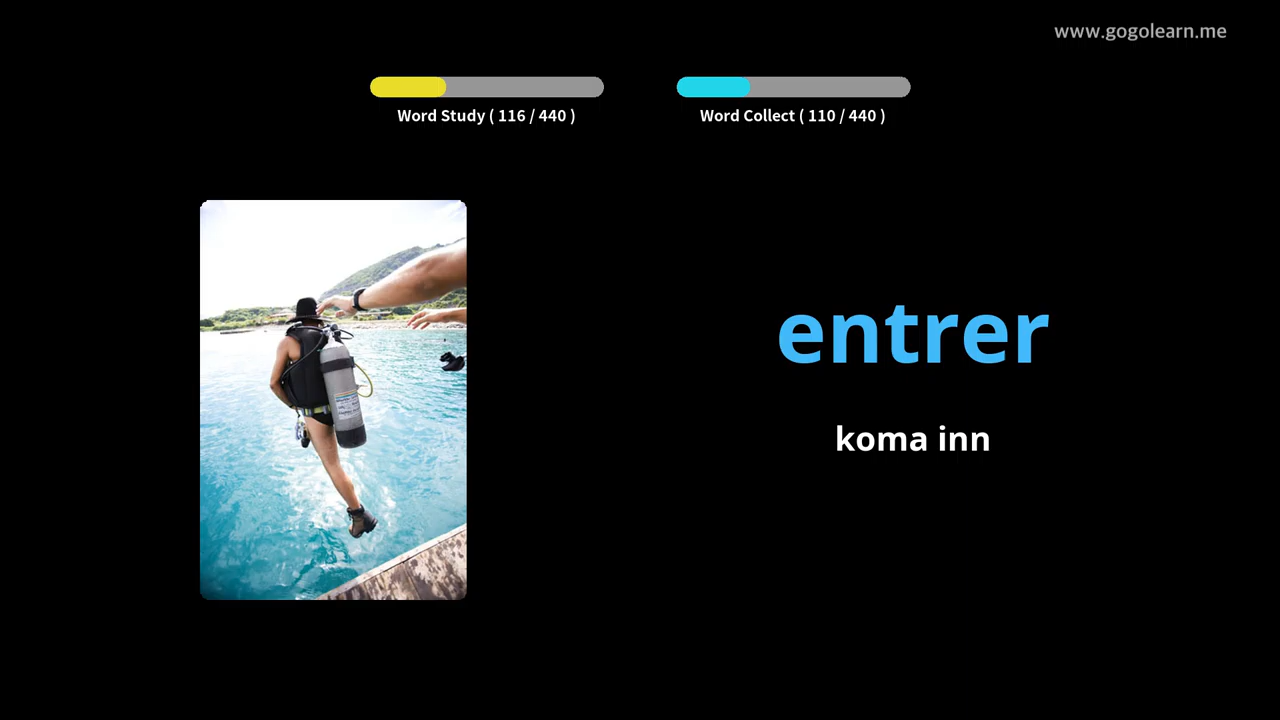 www.gogolearn.me
Word Study ( 116 / 440 )
Word Collect ( 110 / 440 )
entrer
koma inn